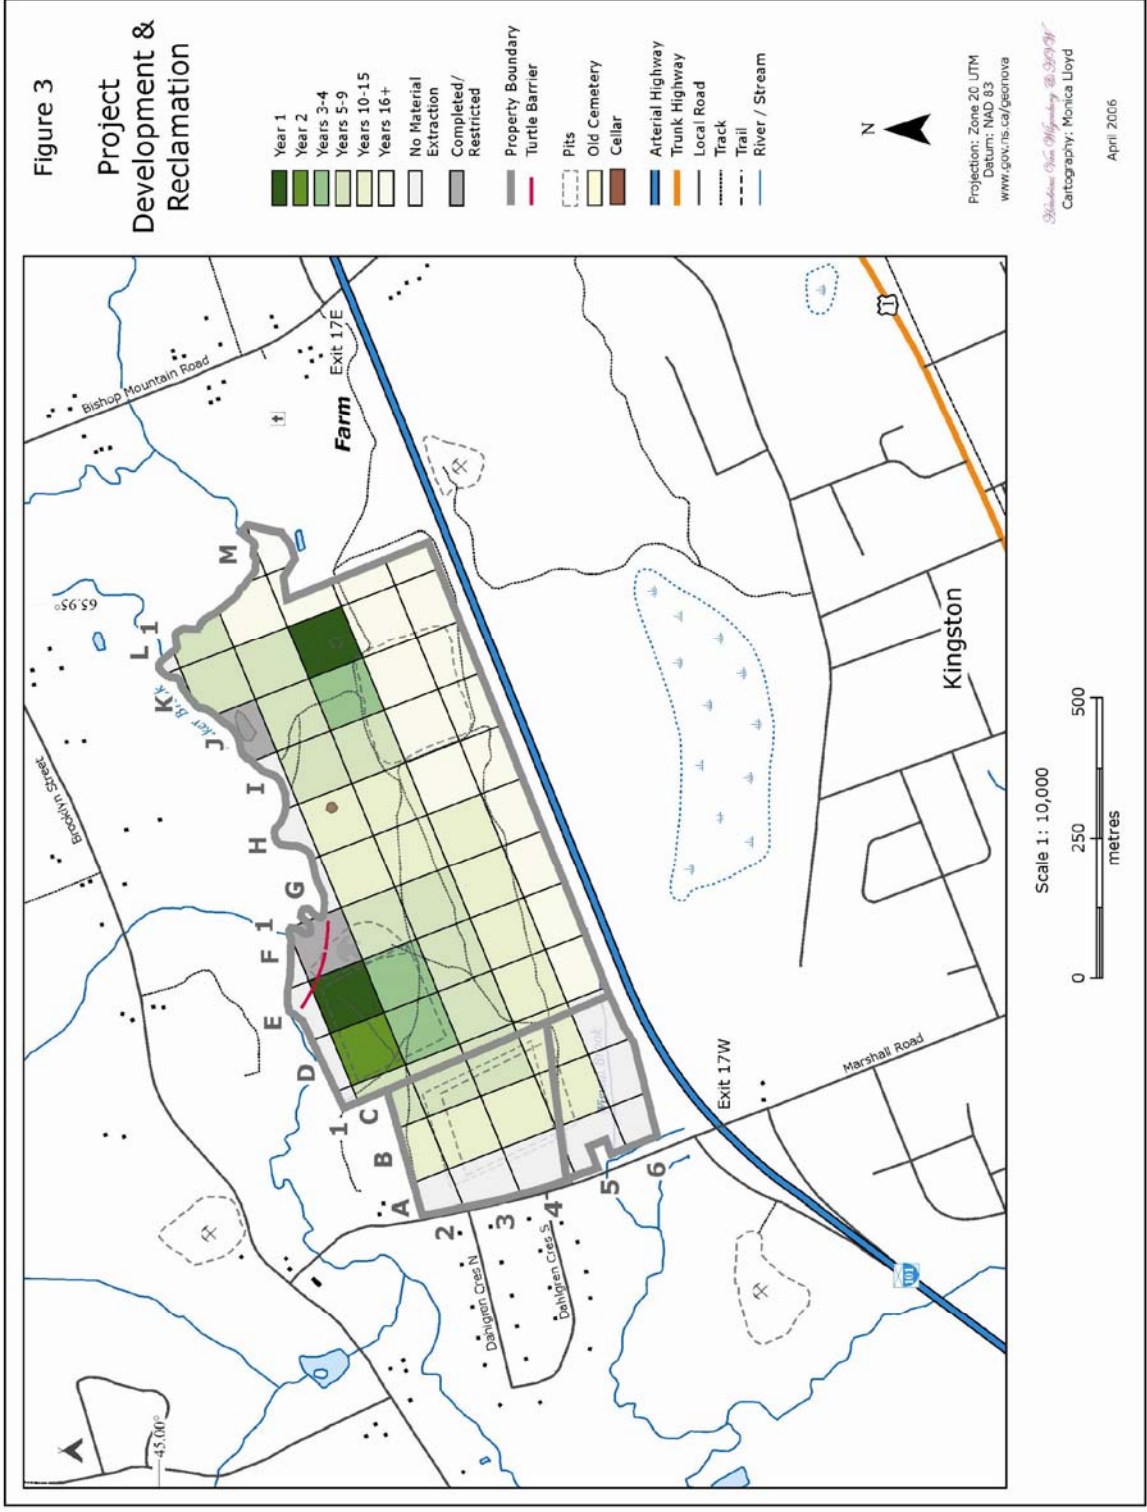 Figure 3
Project
Development &
Reclamation
Year 1
Year 2
Years 3-4
Years 5-9
Years 10-15
Years 16+
No Material
Extraction
Completed/
Restricted
Property Boundary
Turtle Barrier
Pits
Old Cemetery
Cellar
Arterial Highway
Trunk Highway
Local Road
Track
Trail
River / Stream
N
Projection: Zone 20 UTM
Datum: NAD 83
www.gov.ns.ca/geonova
Cartography: Monica Lloyd
April 2006
Bishop Mountain Road
Exit 17E
Farm
65.95°
Brooklyn Street
A
B
C
D
E
F
G
H
I
J
K
L
M
1
1
1
2
3
4
5
6
Dahlgren Cres N
Dahlgren Cres S
45.00°
Exit 17W
Marshall Road
101
1
Kingston
Scale 1: 10,000
0
250
500
metres